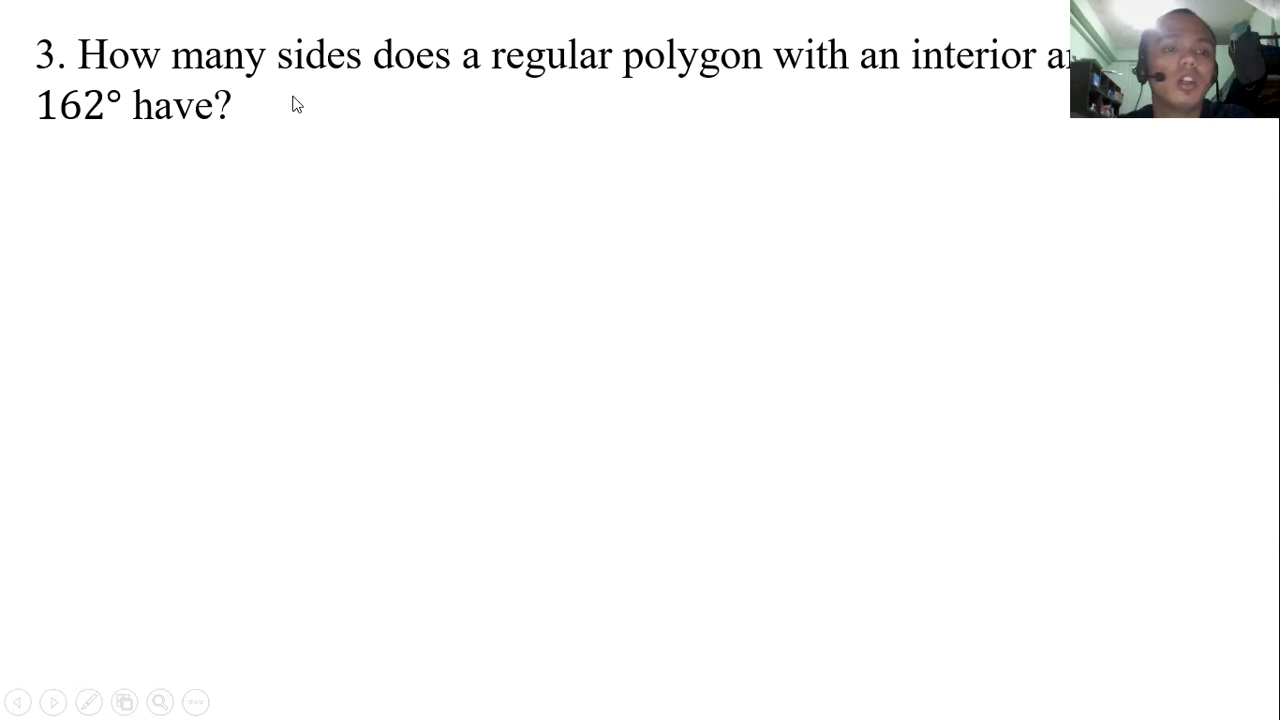 3. How many sides does a regular polygon with an interior
162° have?